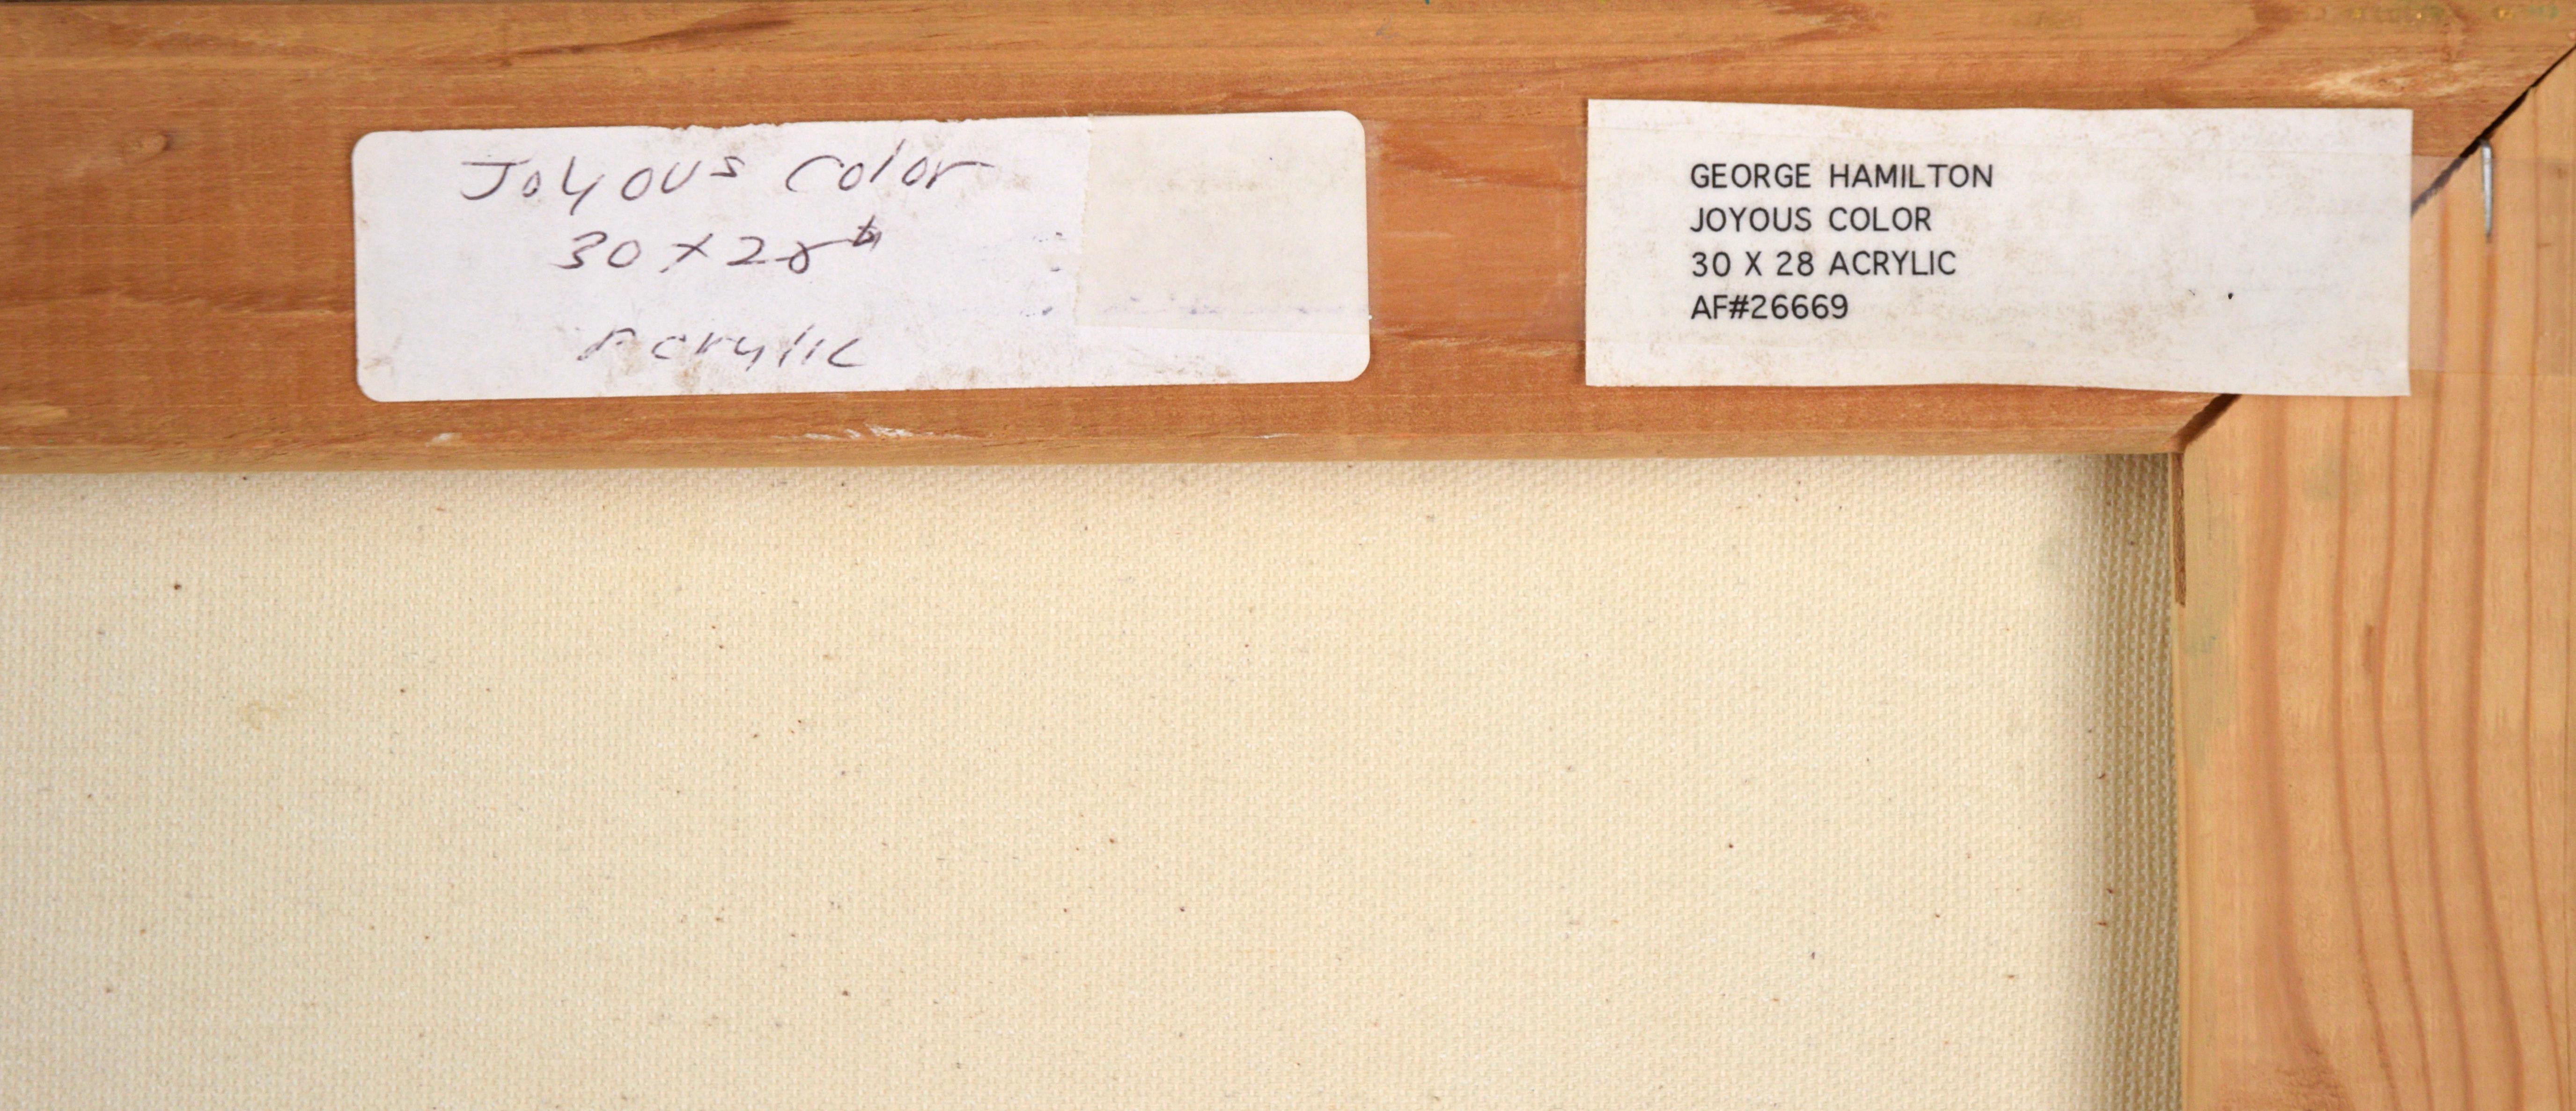 Joyous Color
30 x 28
Acrylic
GEORGE HAMILTON
JOYOUS COLOR
30 X 28 ACRYLIC
AF#26669